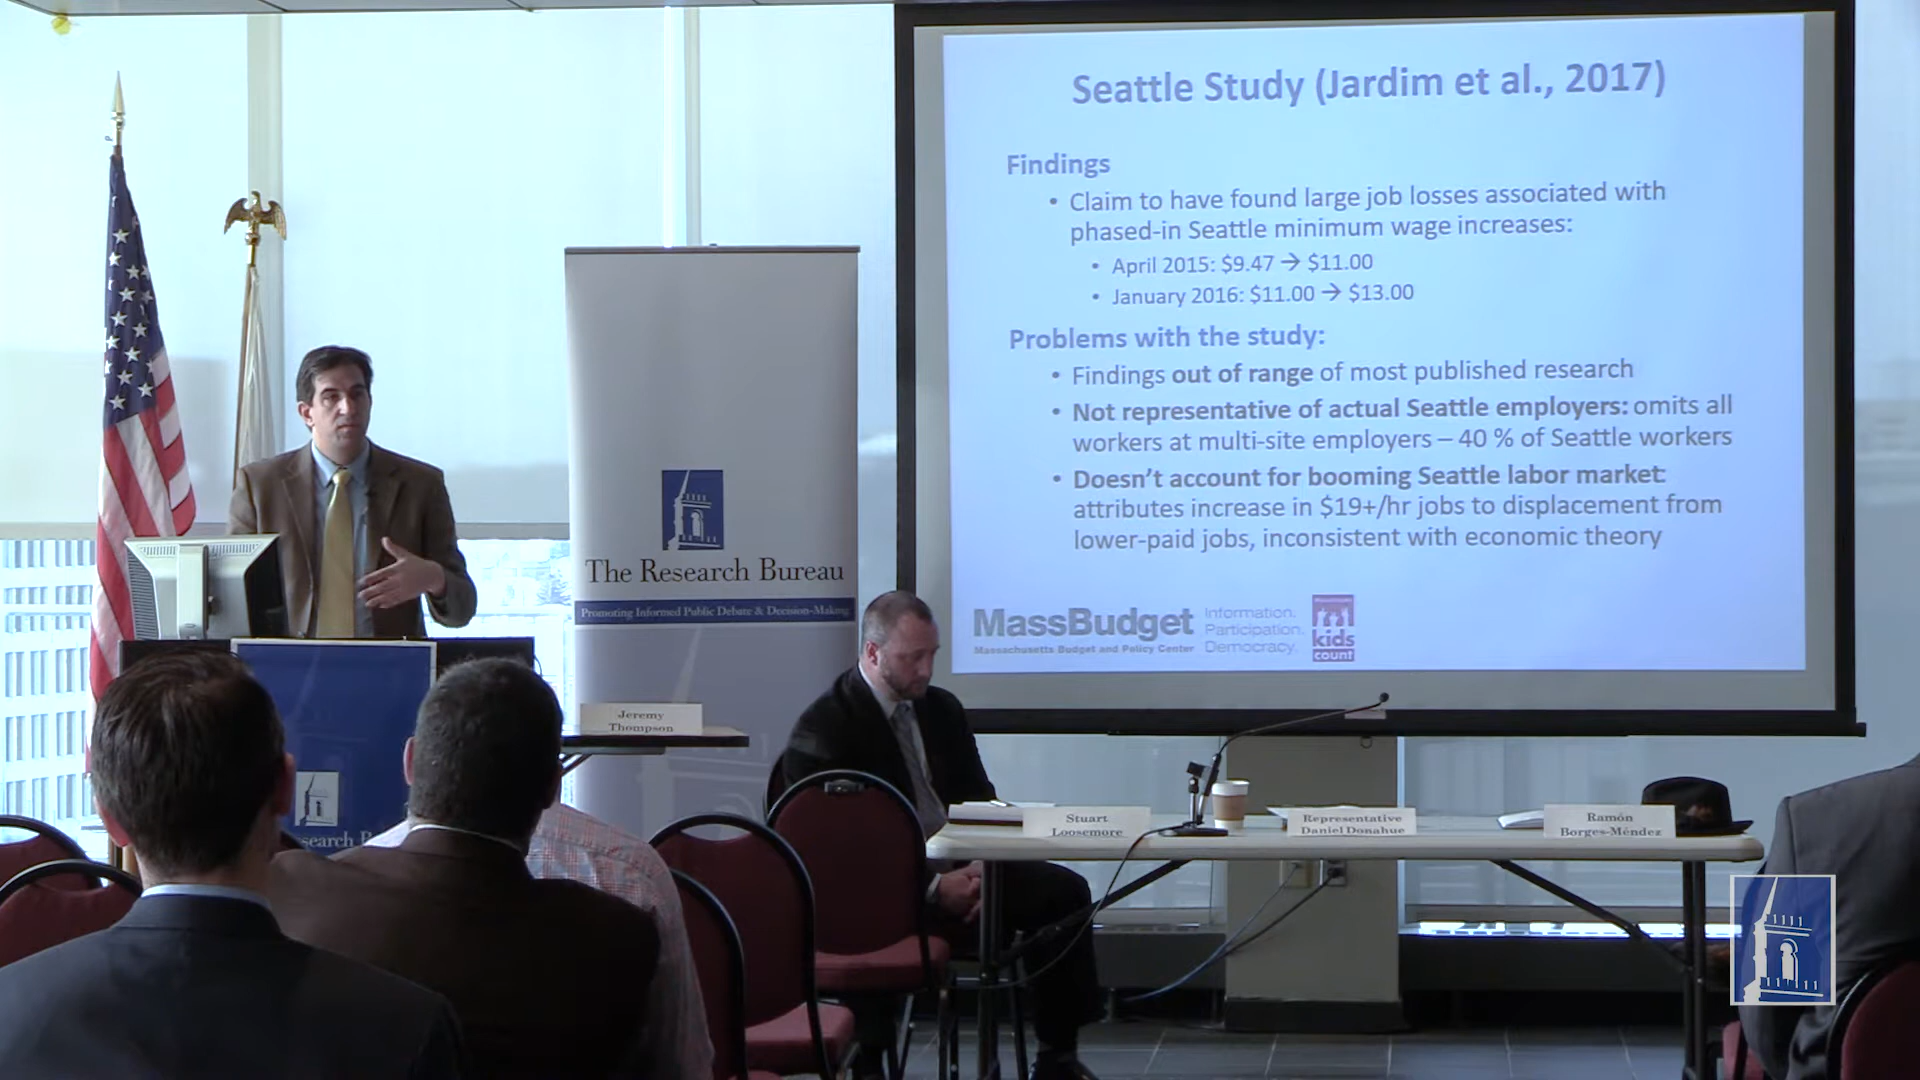 Seattle Study (Jardim et al., 2017)
Findings
• Claim to have found large job losses associated with
phased-in Seattle minimum wage increases:
• April 2015: $9.47 → $11.00
• January 2016: $11.00 → $13.00
Problems with the study:
• Findings out of range of most published research
• Not representative of actual Seattle employers: omits all
workers at multi-site employers – 40 % of Seattle workers
• Doesn't account for booming Seattle labor market:
attributes increase in $19+/hr jobs to displacement from
lower-paid jobs, inconsistent with economic theory
MassBudget
Massachusetts Budget and Policy Center
Information.
Participation.
Democracy.
Massachusetts
kids
count
The Research Bureau
Promoting Informed Public Debate & Decision-Making
Jeremy
Thompson
search B
Stuart
Loosemore
Representative
Daniel Donahue
Ramón
Borges-Méndez